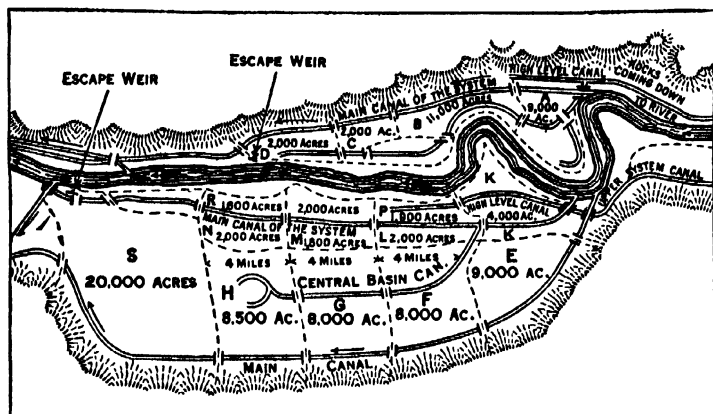 ESCAPE WEIR
ESCAPE WEIR
HIGH LEVEL CANAL
ROCKS
COMING DOWN
TO RIVER
MAIN CANAL OF THE SYSTEM
A
9,000
AC.
B 11,000 ACRES
2,000 AC.
C
2,000 ACRES
D
K
UPPER SYSTEM CANAL
R
1,800 ACRES
2,000 ACRES
P
1,900 ACRES
HIGH LEVEL CANAL
4,000 AC.
K
MAIN CANAL OF
THE SYSTEM
N
2,000 ACRES
M 1,800 ACRES
L 2,000 ACRES
S
20,000 ACRES
4 MILES
4 MILES
4 MILES
E
9,000 AC.
CENTRAL BASIN CAN.
H
8,500 AC.
G
8,000 AC.
F
8,000 AC.
MAIN
CANAL